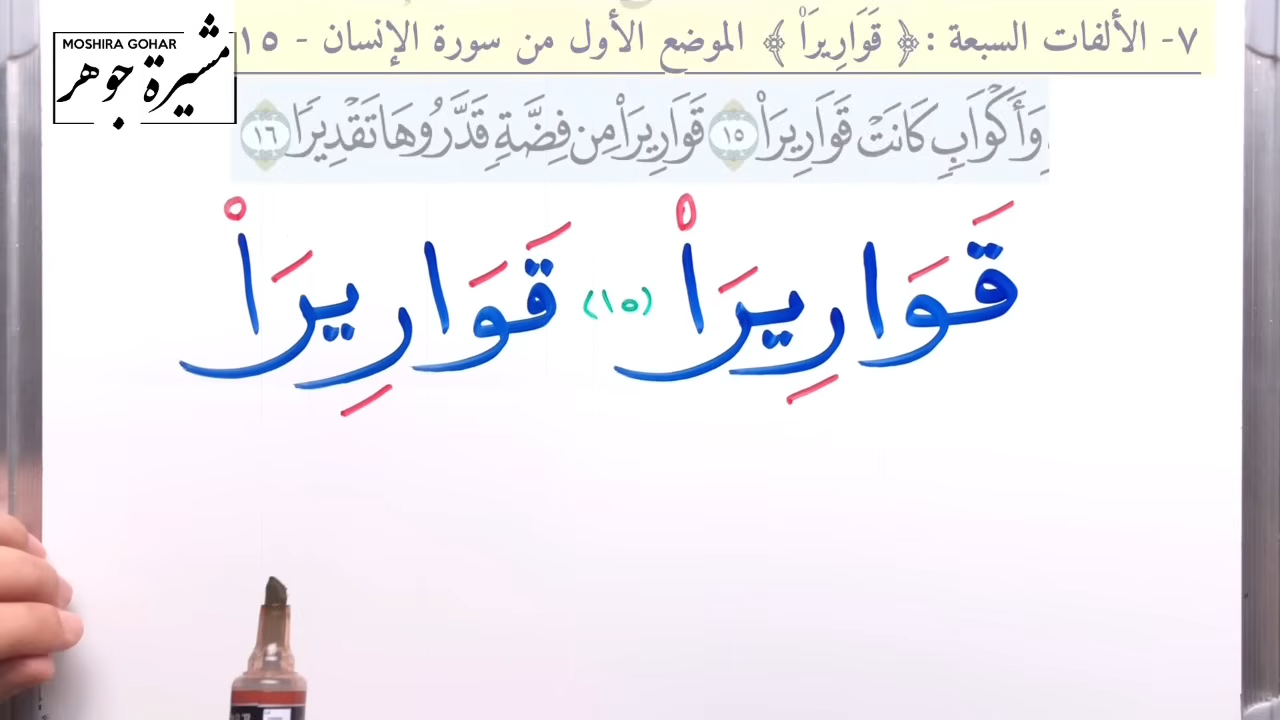 ٧- الألفات السبعة : ﴿ قَوَارِيرَا۠ ﴾ الموضع الأول من سورة الإنسان - ١٥
MOSHIRA GOHAR
مشيرة جوهر
وَأَكْوَابٍ كَانَتْ قَوَارِيرَا۠ ١٥ قَوَارِيرَا۟ مِن فِضَّةٍ قَدَّرُوهَا تَقْدِيرًا ١٦
قَوَارِيرَا۠ (١٥) قَوَارِيرَا۟